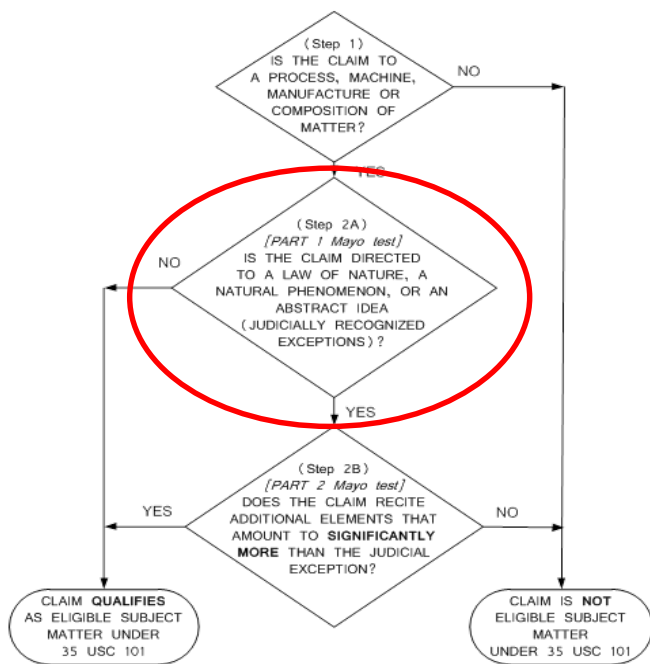 (Step 1)
IS THE CLAIM TO
A PROCESS, MACHINE,
MANUFACTURE OR
COMPOSITION OF
MATTER?
NO
YES
(Step 2A)
[PART 1 Mayo test]
IS THE CLAIM DIRECTED
TO A LAW OF NATURE, A
NATURAL PHENOMENON, OR AN
ABSTRACT IDEA
(JUDICIALLY RECOGNIZED
EXCEPTIONS)?
NO
YES
(Step 2B)
[PART 2 Mayo test]
DOES THE CLAIM RECITE
ADDITIONAL ELEMENTS THAT
AMOUNT TO SIGNIFICANTLY
MORE THAN THE JUDICIAL
EXCEPTION?
YES
NO
CLAIM QUALIFIES
AS ELIGIBLE SUBJECT
MATTER UNDER
35 USC 101
CLAIM IS NOT
ELIGIBLE SUBJECT
MATTER
UNDER 35 USC 101